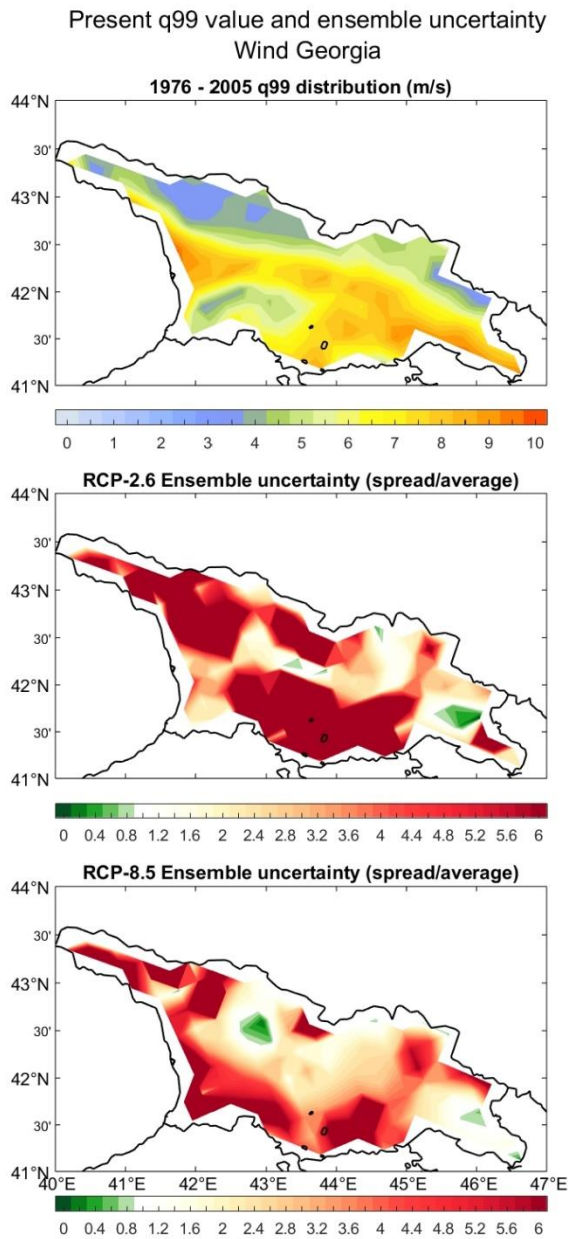 Present q99 value and ensemble uncertainty
Wind Georgia
1976 - 2005 q99 distribution (m/s)
44°N
30'
43°N
30'
42°N
30'
41°N
0 1 2 3 4 5 6 7 8 9 10
RCP-2.6 Ensemble uncertainty (spread/average)
44°N
30'
43°N
30'
42°N
30'
41°N
0 0.4 0.8 1.2 1.6 2 2.4 2.8 3.2 3.6 4 4.4 4.8 5.2 5.6 6
RCP-8.5 Ensemble uncertainty (spread/average)
44°N
30'
43°N
30'
42°N
30'
41°N
40°E 41°E 42°E 43°E 44°E 45°E 46°E 47°E
0 0.4 0.8 1.2 1.6 2 2.4 2.8 3.2 3.6 4 4.4 4.8 5.2 5.6 6